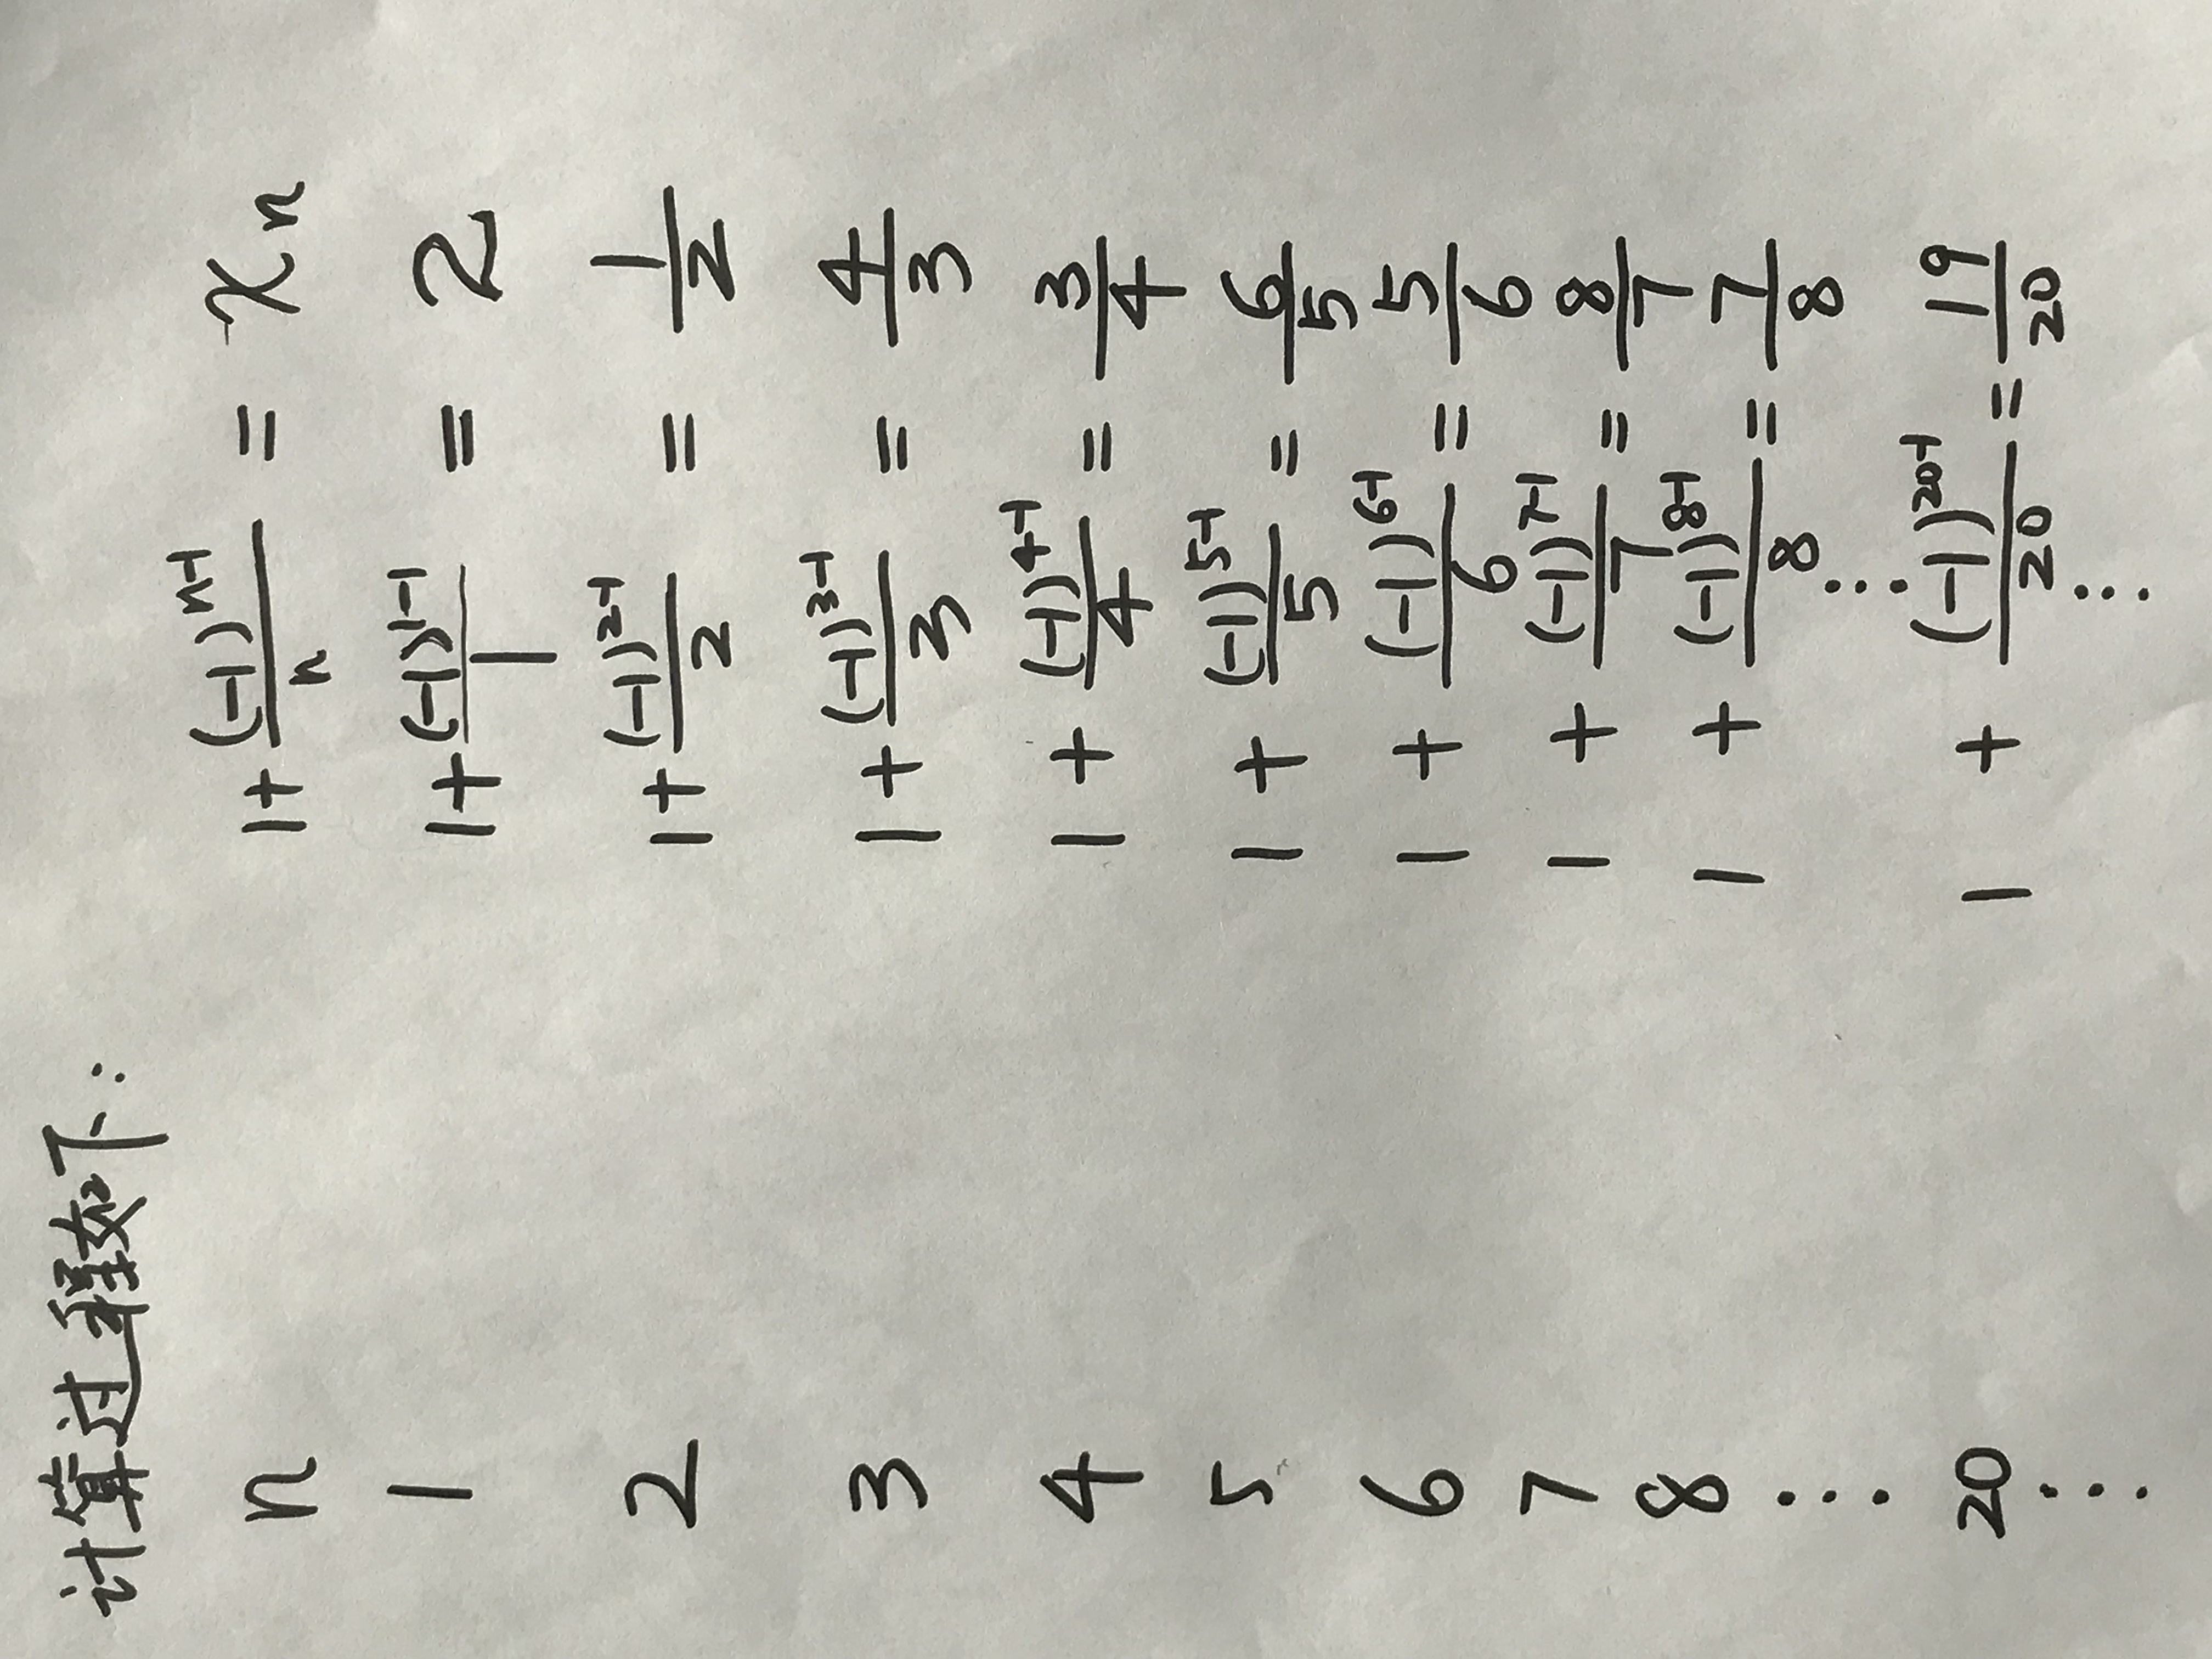 计算过程如下:
n 1+\frac{(-1)^{n-1}}{n} = x_n
1 1+\frac{(-1)^{1-1}}{1} = 2
2 1+\frac{(-1)^{2-1}}{2} = \frac{1}{2}
3 1+\frac{(-1)^{3-1}}{3} = \frac{4}{3}
4 1+\frac{(-1)^{4-1}}{4} = \frac{3}{4}
5 1+\frac{(-1)^{5-1}}{5} = \frac{6}{5}
6 1+\frac{(-1)^{6-1}}{6} = \frac{5}{6}
7 1+\frac{(-1)^{7-1}}{7} = \frac{8}{7}
8 1+\frac{(-1)^{8-1}}{8} = \frac{7}{8}
⋮ ⋮
20 1+\frac{(-1)^{20-1}}{20} = \frac{19}{20}
⋮ ⋮